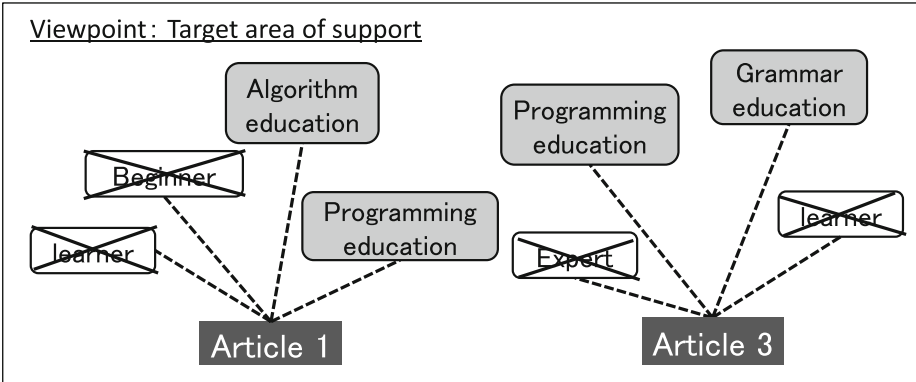 Viewpoint: Target area of support
Algorithm
education
Beginner
learner
Programming
education
Article 1
Programming
education
Grammar
education
learner
Expert
Article 3